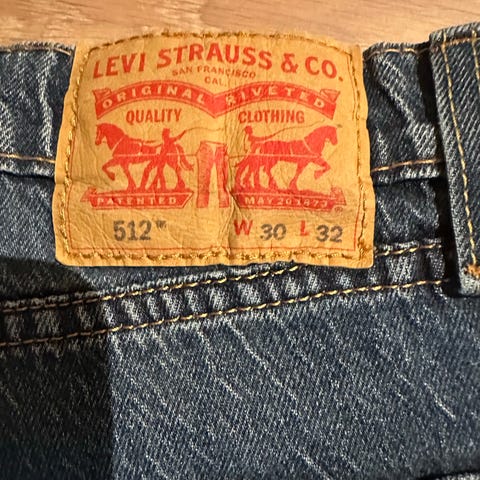 LEVI STRAUSS & CO.
SAN FRANCISCO
CAL.
ORIGINAL RIVETED
QUALITY CLOTHING
PATENTED MAY 20 1873
512™ W 30 L 32